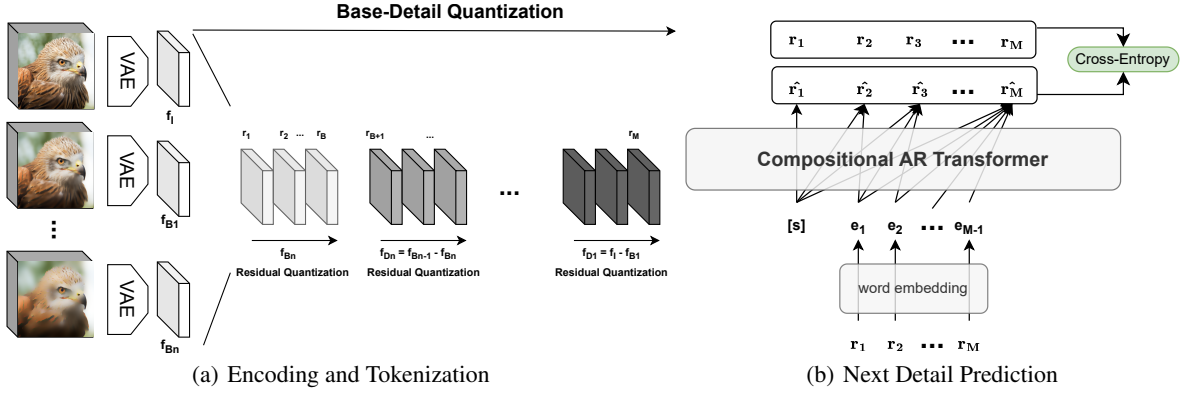 Base-Detail Quantization
VAE
f_I
VAE
f_B1
...
VAE
f_Bn
r_1 r_2 ... r_B
r_B+1 ...
r_M
...
f_Bn
f_Dn = f_Bn-1 - f_Bn
f_D1 = f_I - f_B1
Residual Quantization
Residual Quantization
Residual Quantization
(a) Encoding and Tokenization
r_1 r_2 r_3 ... r_M
Cross-Entropy
r̂_1 r̂_2 r̂_3 ... r̂_M
Compositional AR Transformer
[s] e_1 e_2 ... e_M-1
word embedding
r_1 r_2 ... r_M
(b) Next Detail Prediction